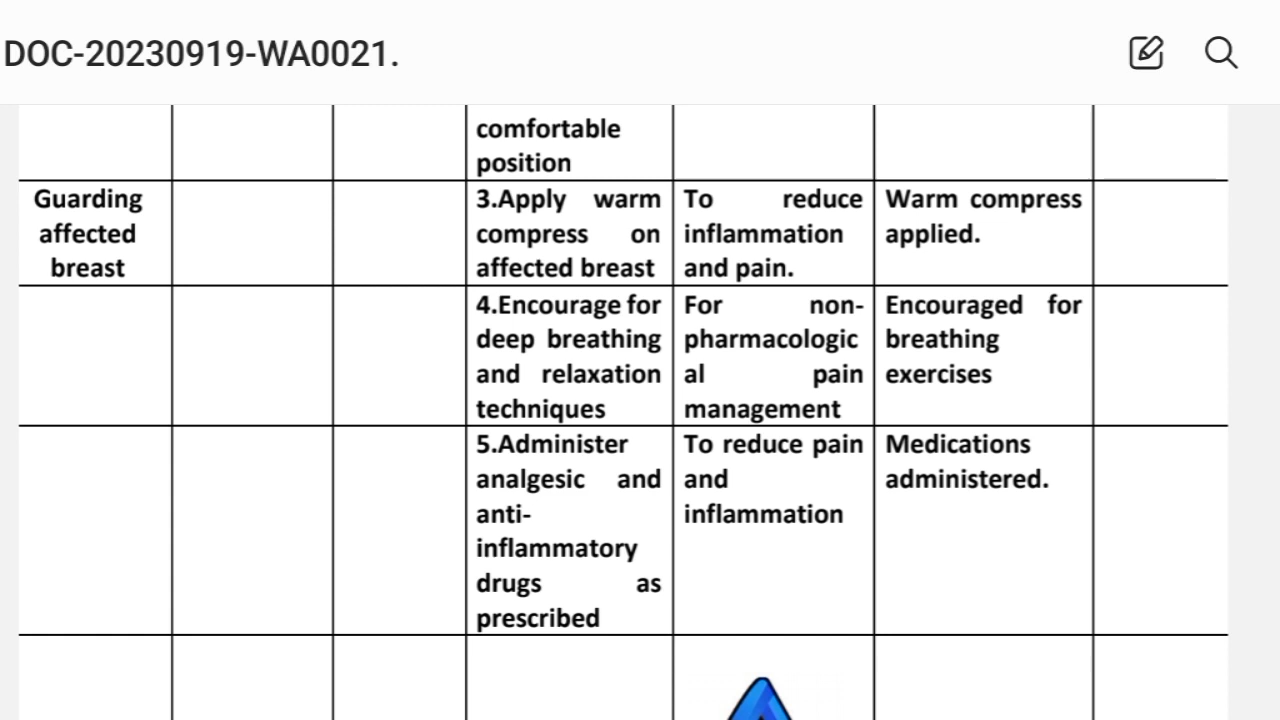 DOC-20230919-WA0021.
comfortable
position
Guarding
affected
breast
3.Apply warm
compress on
affected breast
To reduce
inflammation
and pain.
Warm compress
applied.
4.Encourage for
deep breathing
and relaxation
techniques
For non-
pharmacologic
al pain
management
Encouraged for
breathing
exercises
5.Administer
analgesic and
anti-
inflammatory
drugs as
prescribed
To reduce pain
and
inflammation
Medications
administered.